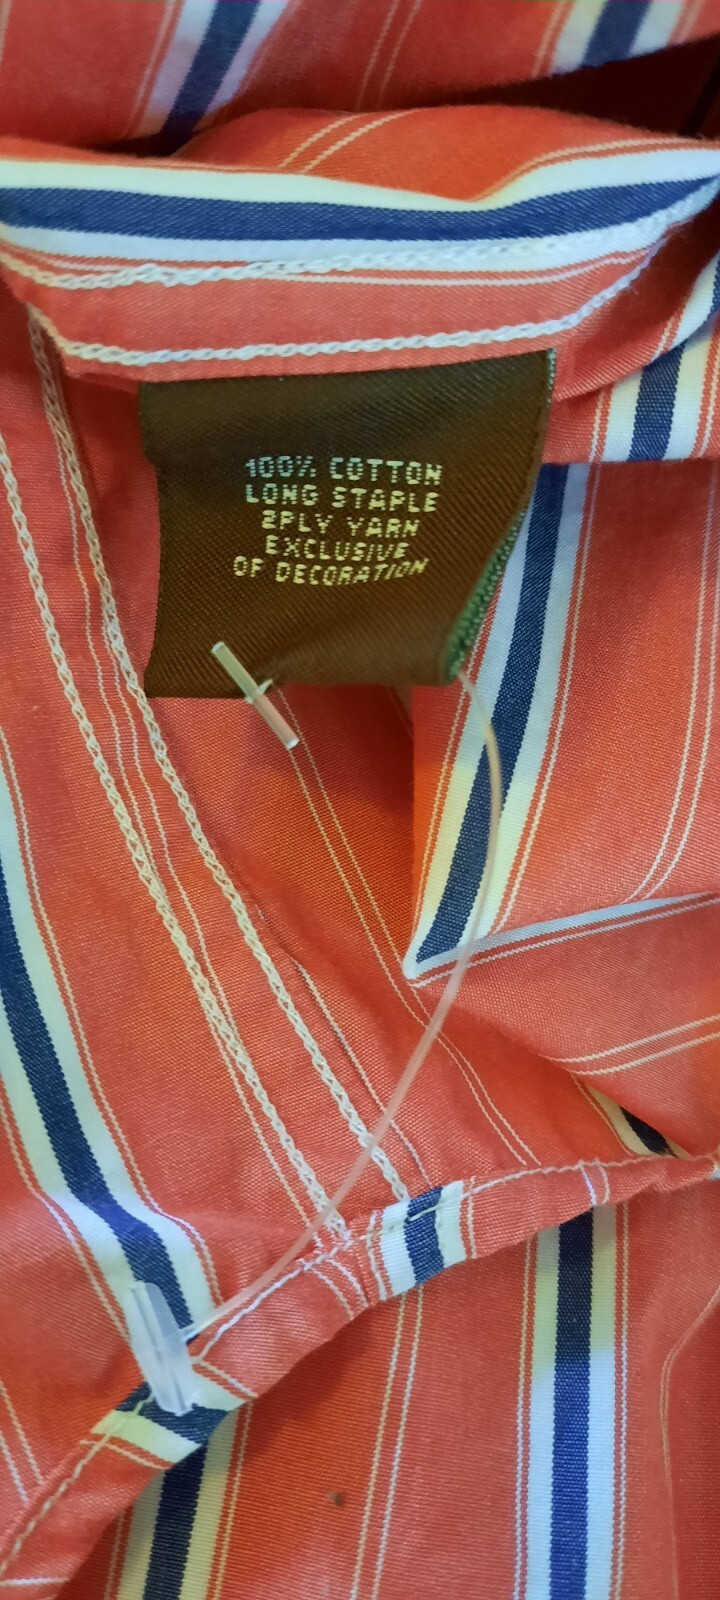 100% COTTON
LONG STAPLE
2PLY YARN
EXCLUSIVE
OF DECORATION